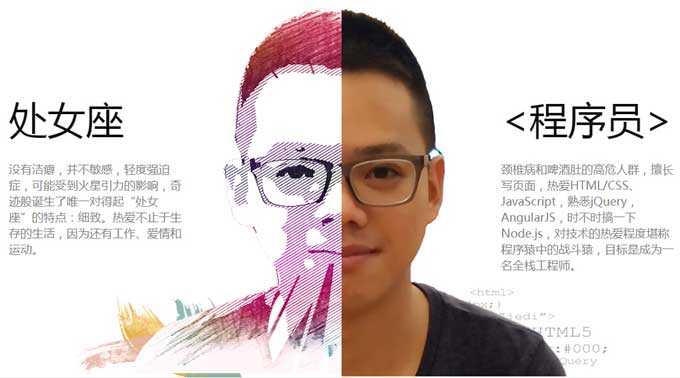 处女座
没有洁癖，并不敏感，轻度强迫
症，可能受到火星引力的影响，奇
迹般诞生了唯一对得起“处女
座”的特点：细致。热爱不止于生
存的生活，因为还有工作、爱情和
运动。
<程序员>
颈椎病和啤酒肚的高危人群，擅长
写页面，热爱HTML/CSS、
JavaScript，熟悉jQuery，
AngularJS，时不时搞一下
Node.js，对技术的热爱程度堪称
程序猿中的战斗猿，目标是成为一
名全栈工程师。
<html>
px;}
"jedi">
HTML5
:#000;
Query